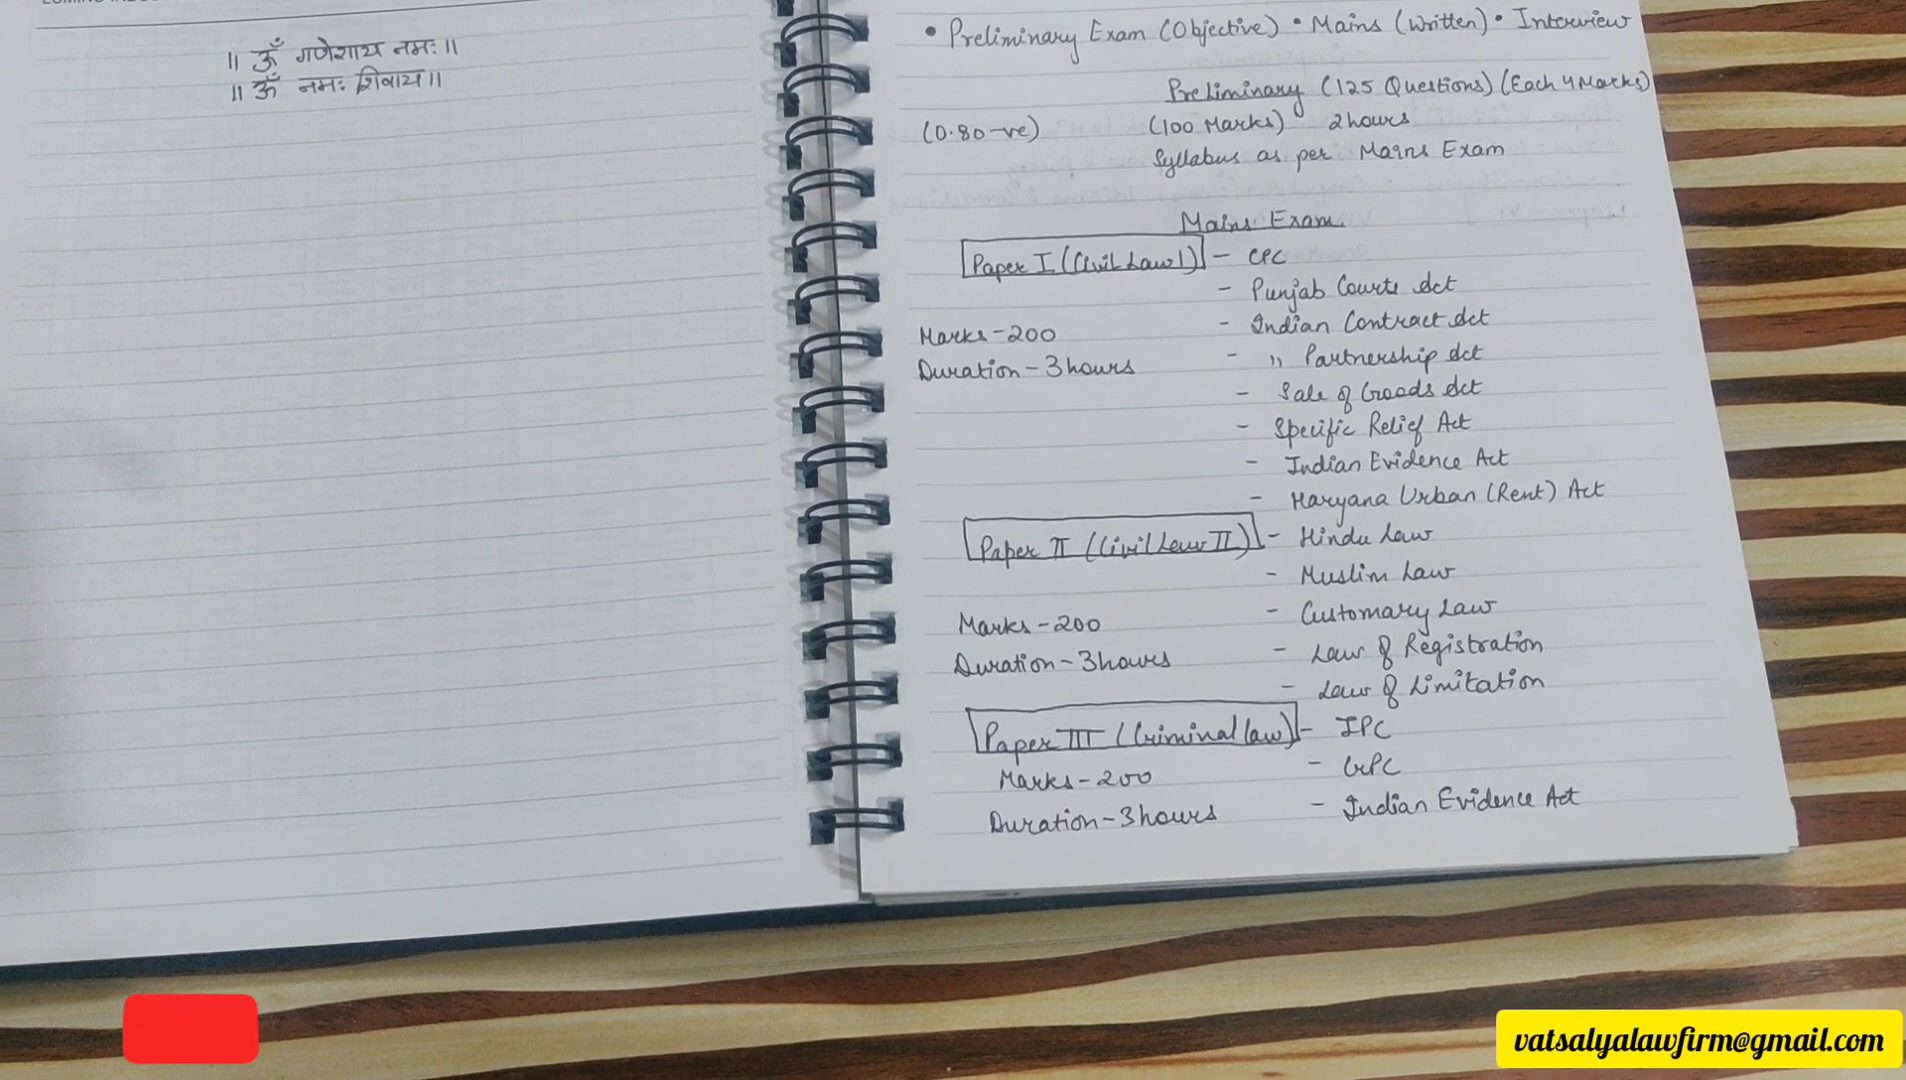 ॥ ॐ गणेशाय नमः॥
॥ ॐ नमः शिवाय॥
• Preliminary Exam (Objective) • Mains (Written) • Interview
Preliminary (125 Questions) (Each 4 Marks)
(0.80-ve) (100 Marks) 2 hours
Syllabus as per Mains Exam
Mains Exam
Paper I (Civil Law I) - CPC
- Punjab Courts Act
Marks - 200 - Indian Contract Act
Duration - 3 hours - " Partnership Act
- Sale of Goods Act
- Specific Relief Act
- Indian Evidence Act
- Haryana Urban (Rent) Act
Paper II (Civil Law II) - Hindu Law
- Muslim Law
Marks - 200 - Customary Law
Duration - 3 hours - Law of Registration
- Law of Limitation
Paper III (Criminal Law) - IPC
Marks - 200 - CrPC
Duration - 3 hours - Indian Evidence Act
vatsalyalawfirm@gmail.com